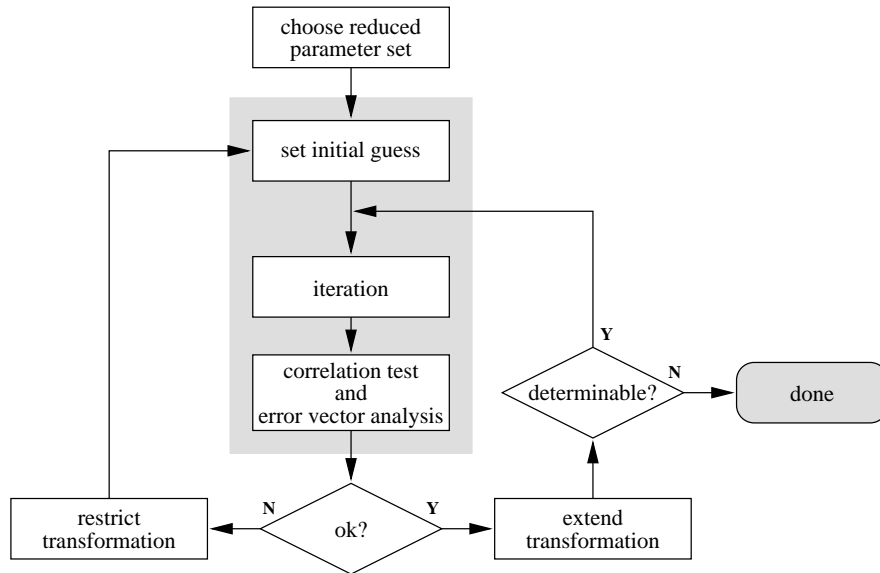 choose reduced
parameter set
set initial guess
iteration
correlation test
and
error vector analysis
Y
determinable?
N
done
N
ok?
Y
restrict
transformation
extend
transformation